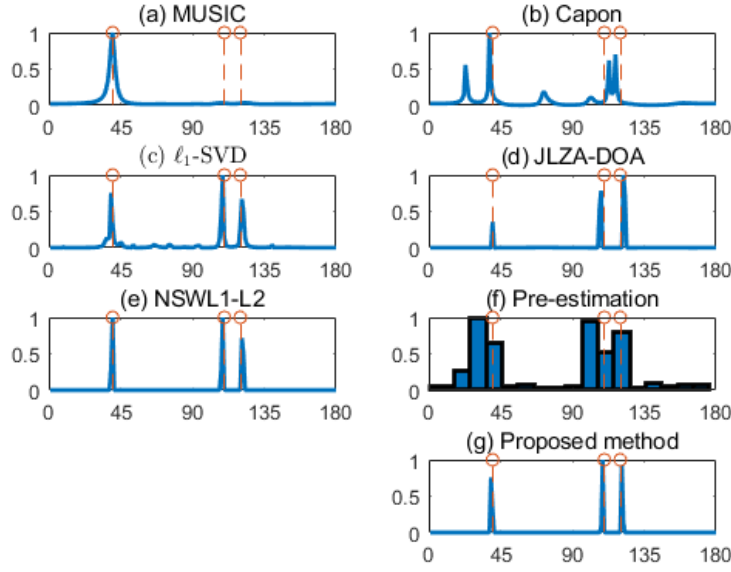 (a) MUSIC
1
0.5
0
0 45 90 135 180
(b) Capon
1
0.5
0
0 45 90 135 180
(c) ℓ₁-SVD
1
0.5
0
0 45 90 135 180
(d) JLZA-DOA
1
0.5
0
0 45 90 135 180
(e) NSWL1-L2
1
0.5
0
0 45 90 135 180
(f) Pre-estimation
1
0.5
0
0 45 90 135 180
(g) Proposed method
1
0.5
0
0 45 90 135 180